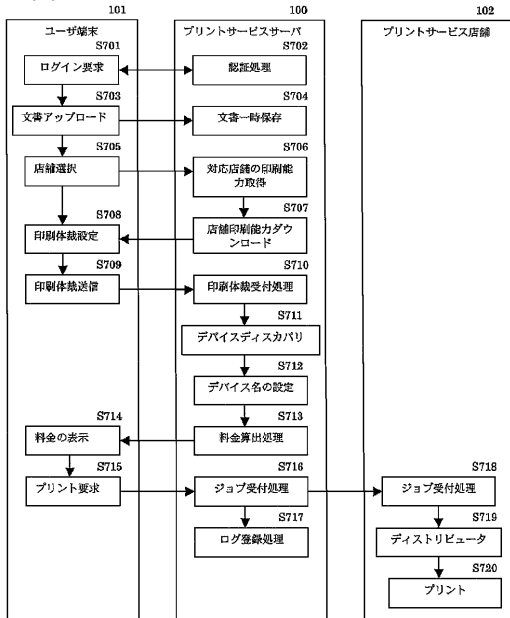 101
100
102
ユーザ端末
プリントサービスサーバ
プリントサービス店舗
S701
S702
ログイン要求
認証処理
S703
S704
文書アップロード
文書一時保存
S705
S706
店舗選択
対応店舗の印刷能
力取得
S707
S708
印刷体裁設定
店舗印刷能力ダウ
ンロード
S709
S710
印刷体裁送信
印刷体裁受付処理
S711
デバイスディスカバリ
S712
デバイス名の設定
S713
S714
料金の表示
料金算出処理
S715
S716
S718
プリント要求
ジョブ受付処理
ジョブ受付処理
S717
S719
ログ登録処理
ディストリビュータ
S720
プリント